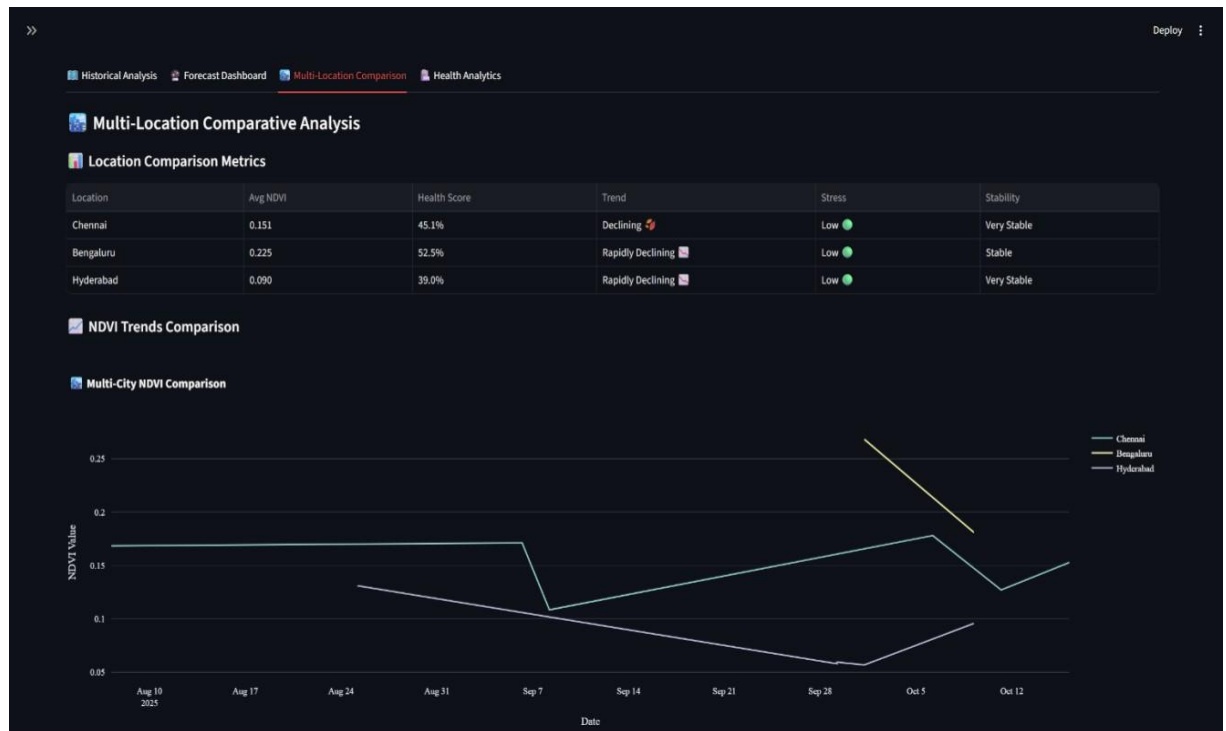 Deploy
Historical Analysis Forecast Dashboard Multi-Location Comparison Health Analytics
Multi-Location Comparative Analysis
Location Comparison Metrics
Location Avg NDVI Health Score Trend Stress Stability
Chennai 0.151 45.1% Declining Low Very Stable
Bengaluru 0.225 52.5% Rapidly Declining Low Stable
Hyderabad 0.090 39.0% Rapidly Declining Low Very Stable
NDVI Trends Comparison
Multi-City NDVI Comparison
Chennai
Bengaluru
Hyderabad
0.25
0.2
0.15
0.1
0.05
NDVI Value
Aug 10 Aug 17 Aug 24 Aug 31 Sep 7 Sep 14 Sep 21 Sep 28 Oct 5 Oct 12
2025
Date